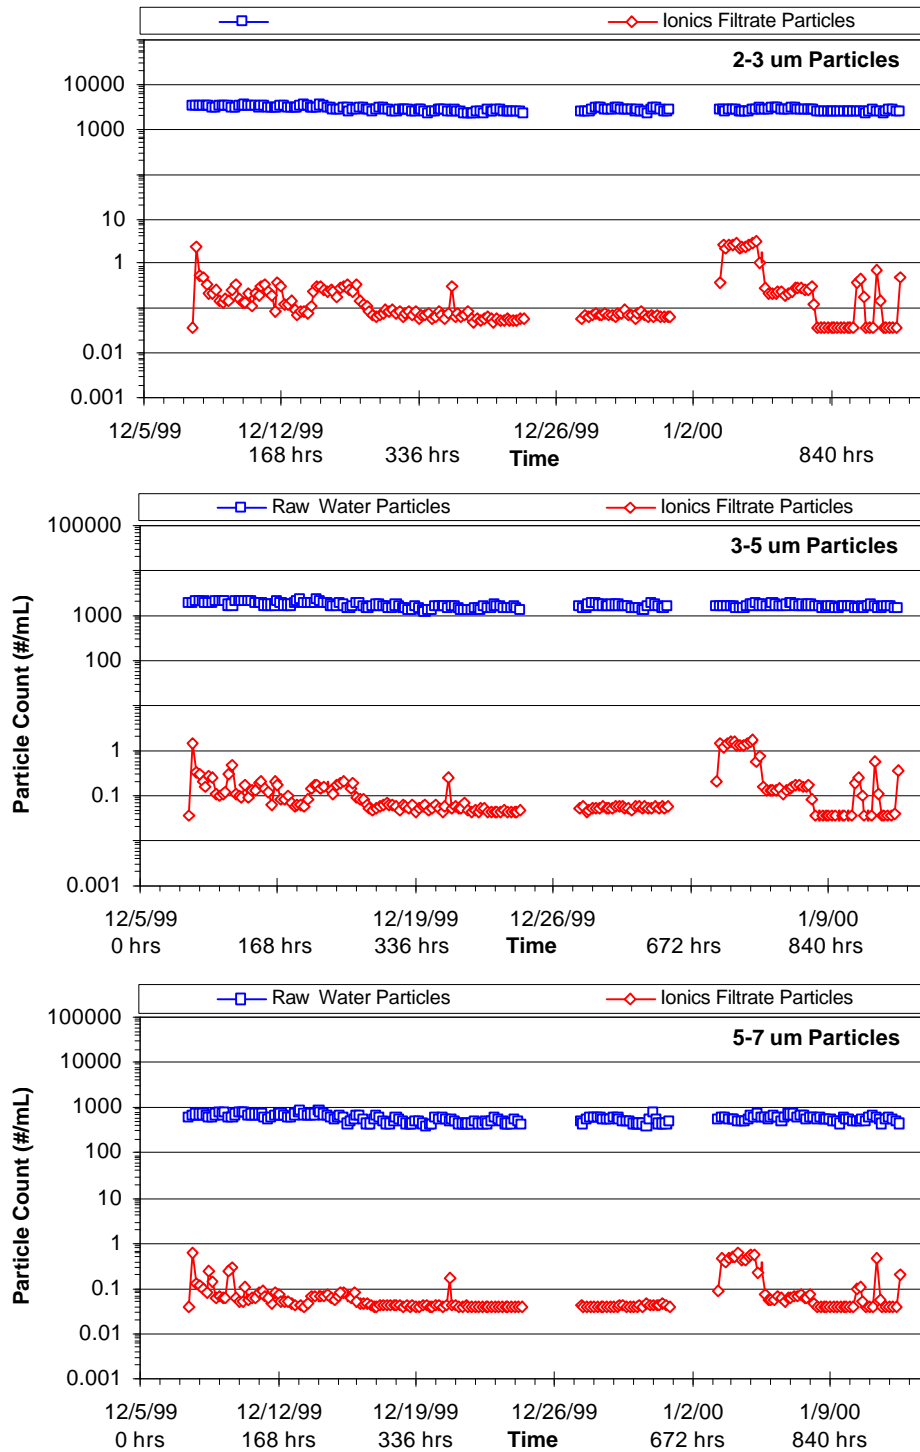 Ionics Filtrate Particles
2-3 um Particles
10000
1000
10
1
0.01
0.001
12/5/99 12/12/99 12/26/99 1/2/00
168 hrs 336 hrs Time 840 hrs
Raw Water Particles Ionics Filtrate Particles
3-5 um Particles
Particle Count (#/mL)
100000
1000
100
1
0.1
0.001
12/5/99 12/19/99 12/26/99 1/9/00
0 hrs 168 hrs 336 hrs Time 672 hrs 840 hrs
Raw Water Particles Ionics Filtrate Particles
5-7 um Particles
Particle Count (#/mL)
100000
10000
1000
100
10
1
0.1
0.01
0.001
12/5/99 12/12/99 12/19/99 12/26/99 1/2/00 1/9/00
0 hrs 168 hrs 336 hrs Time 672 hrs 840 hrs